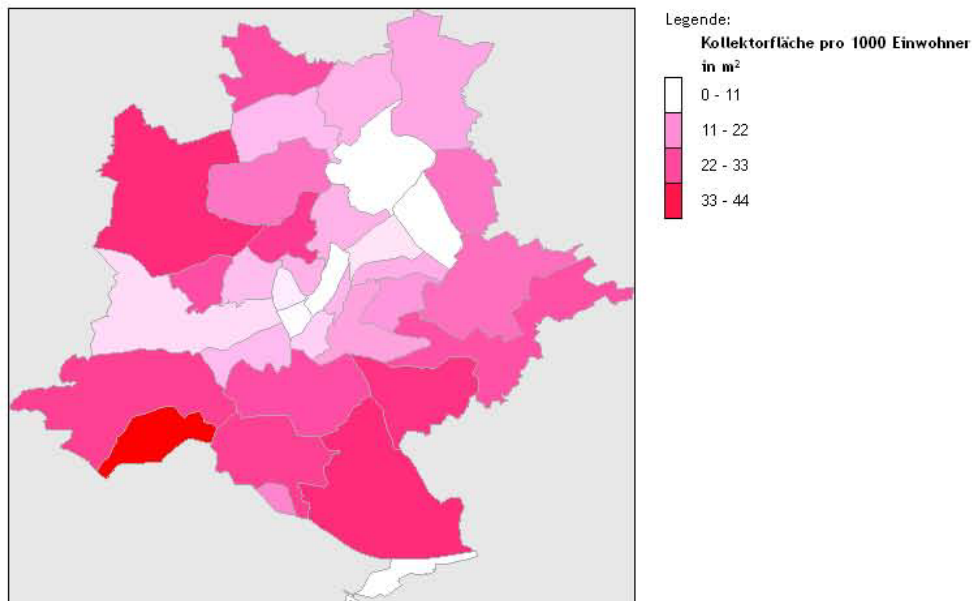 Legende:
Kollektorfläche pro 1000 Einwohner
in m²
0 - 11
11 - 22
22 - 33
33 - 44